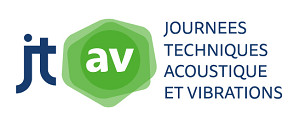 jt av
JOURNEES
TECHNIQUES
ACOUSTIQUE
ET VIBRATIONS